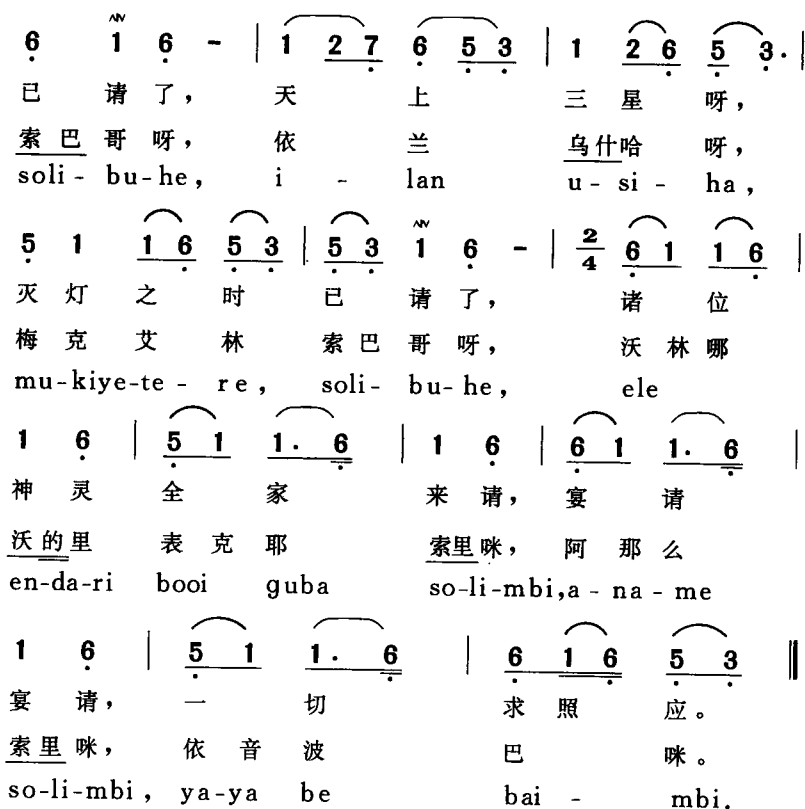 6 1 6 - | 1 2 7 6 5 3 | 1 2 6 5 3. |
已 请 了， 天 上 三 星 呀，
索 巴 哥 呀， 依 兰 乌什哈 呀，
soli- bu-he, i - lan u-si-ha,
5 1 1 6 5 3 | 5 3 1 6 - | 2/4 6 1 1 6 |
灭 灯 之 时 已 请 了， 诸 位
梅 克 艾 林 索 巴 哥 呀， 沃 林 哪
mu-kiye-te-re, soli- bu-he, ele
1 6 | 5 1 1. 6 | 1 6 | 6 1 1. 6 |
神 灵 全 家 来 请， 宴 请
沃 的 里 表 克 耶 索里咪， 阿 那 么
en-da-ri booi guba so-li-mbi,a-na-me
1 6 | 5 1 1. 6 | 6 1 6 5 3 ‖
宴 请， 一 切 求 照 应。
索 里 咪， 依 音 波 巴 咪。
so-li-mbi, ya-ya be bai - mbi.